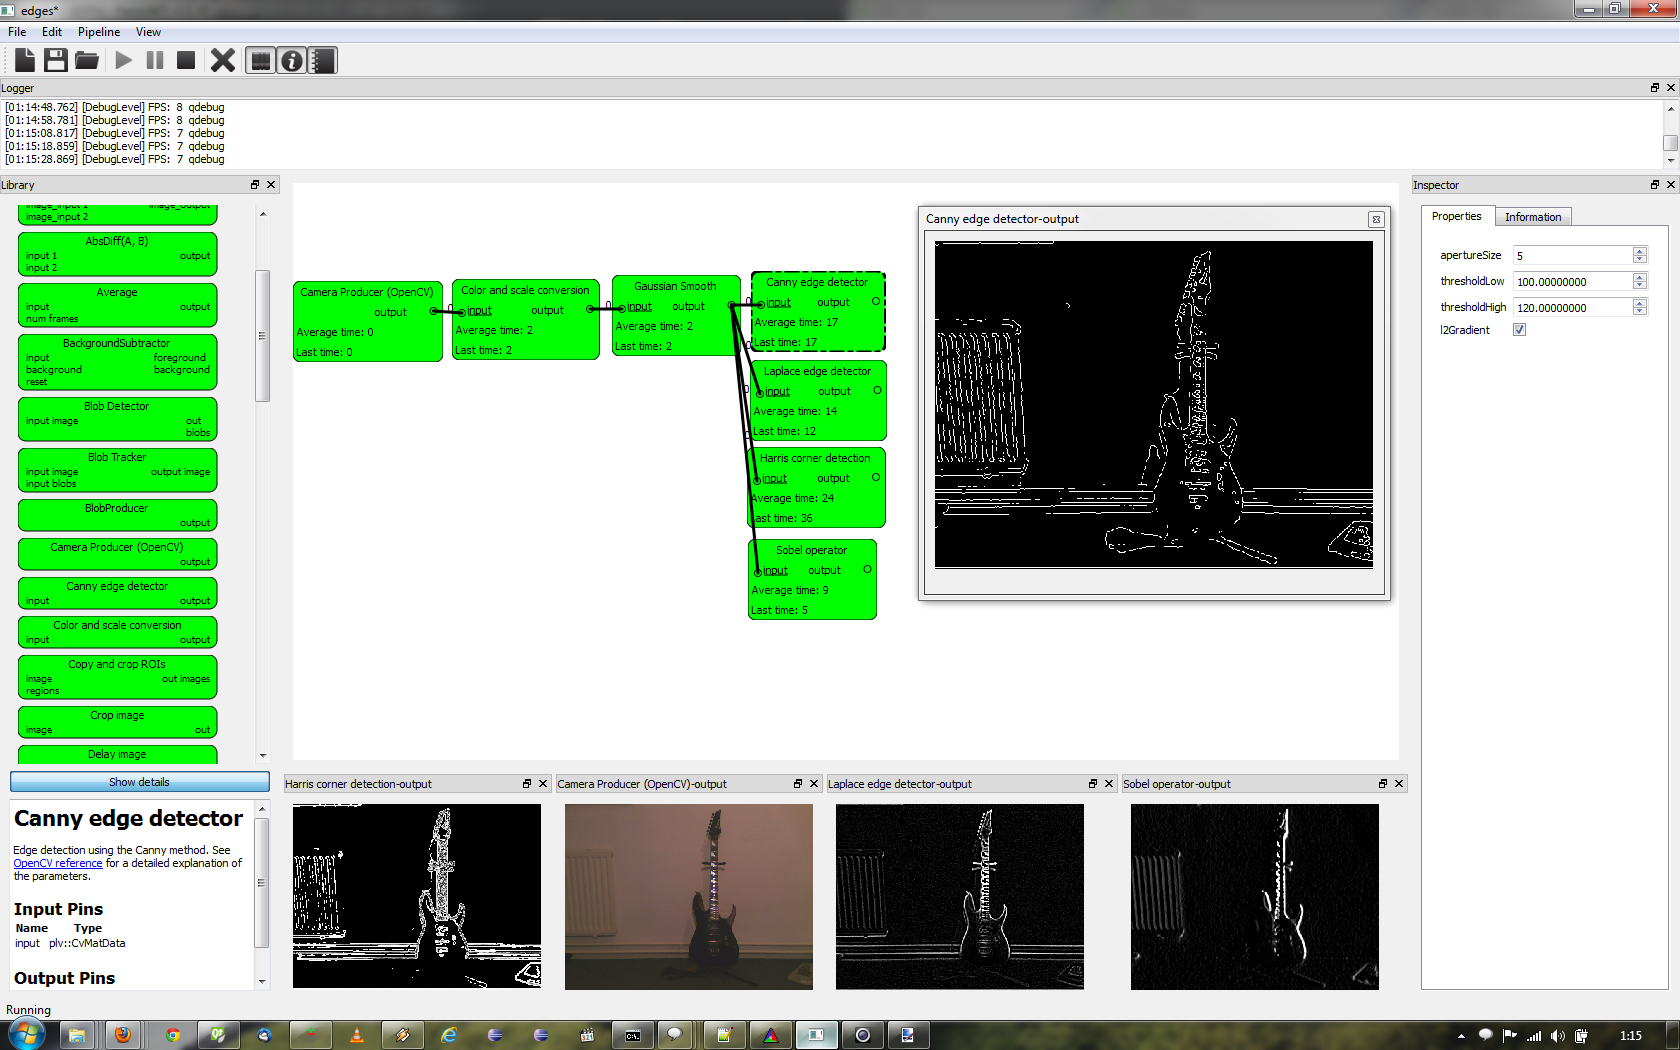 edges*
File Edit Pipeline View
Logger
[01:14:48.762] [DebugLevel] FPS: 8 qdebug
[01:14:58.781] [DebugLevel] FPS: 8 qdebug
[01:15:08.817] [DebugLevel] FPS: 7 qdebug
[01:15:18.859] [DebugLevel] FPS: 7 qdebug
[01:15:28.869] [DebugLevel] FPS: 7 qdebug
Library
image_input 1 image_output
image_input 2
AbsDiff(A, B)
input 1 output
input 2
Average
input output
num frames
BackgroundSubtractor
input foreground
background background
reset
Blob Detector
input image out
blobs
Blob Tracker
input image output image
input blobs
BlobProducer
output
Camera Producer (OpenCV)
output
Canny edge detector
input output
Color and scale conversion
input output
Copy and crop ROIs
image out images
regions
Crop image
image out
Delay image
Show details
Canny edge detector
Edge detection using the Canny method. See
OpenCV reference for a detailed explanation of
the parameters.
Input Pins
Name Type
input plv::CvMatData
Output Pins
Camera Producer (OpenCV)
output
Average time: 0
Last time: 0
0
Color and scale conversion
input output
Average time: 2
Last time: 2
0
Gaussian Smooth
input output
Average time: 2
Last time: 2
0
Canny edge detector
input output
Average time: 17
Last time: 17
0
Laplace edge detector
input output
Average time: 14
Last time: 12
0
Harris corner detection
input output
Average time: 24
Last time: 36
0
Sobel operator
input output
Average time: 9
Last time: 5
Canny edge detector-output
Inspector
Properties Information
apertureSize 5
thresholdLow 100.00000000
thresholdHigh 120.00000000
l2Gradient
Harris corner detection-output
Camera Producer (OpenCV)-output
Laplace edge detector-output
Sobel operator-output
Running
1:15